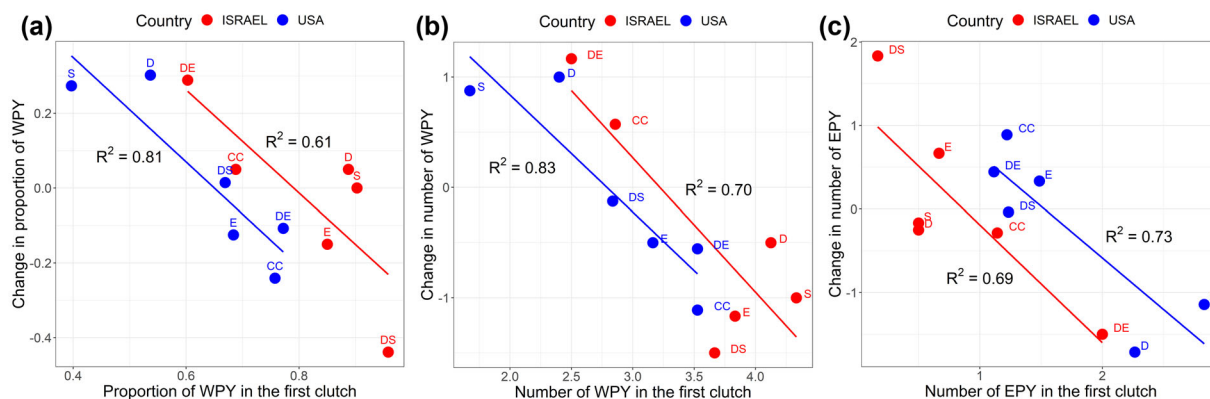 (a)
Country ISRAEL USA
Change in proportion of WPY
0.2
0.0
-0.2
-0.4
S
D
DE
R² = 0.61
R² = 0.81
CC
DS
D
S
E
DE
E
CC
DS
0.4
0.6
0.8
Proportion of WPY in the first clutch
(b)
Country ISRAEL USA
Change in number of WPY
1
0
-1
DE
D
S
CC
R² = 0.83
R² = 0.70
DS
E
DE
D
CC
S
E
DS
2.0
2.5
3.0
3.5
4.0
Number of WPY in the first clutch
(c)
Country ISRAEL USA
Change in number of EPY
2
1
0
-1
DS
CC
E
DE
E
S
D
DS
CC
R² = 0.73
R² = 0.69
DE
D
1
2
Number of EPY in the first clutch